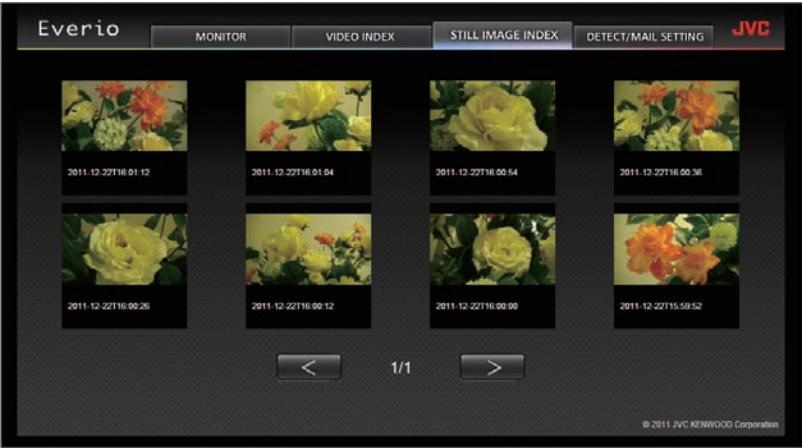 Everio
MONITOR
VIDEO INDEX
STILL IMAGE INDEX
DETECT/MAIL SETTING
JVC
2011-12-22T16:01:12
2011-12-22T16:01:04
2011-12-22T16:00:54
2011-12-22T16:00:36
2011-12-22T16:00:26
2011-12-22T16:00:12
2011-12-22T16:00:00
2011-12-22T15:59:52
<
1/1
>
© 2011 JVC KENWOOD Corporation